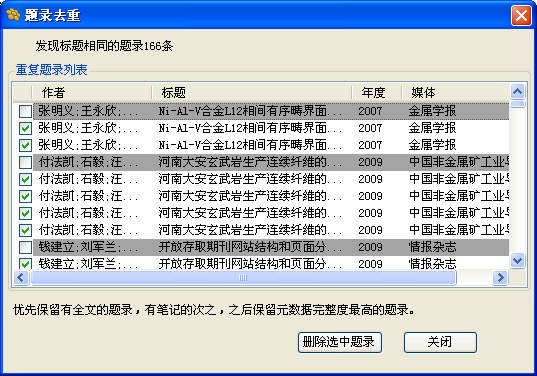 题录去重
发现标题相同的题录166条
重复题录列表
作者 标题 年度 媒体
张明义;王永欣;... Ni-Al-V合金L12相间有序畴界面... 2007 金属学报
张明义;王永欣;... Ni-Al-V合金L12相间有序畴界面... 2007 金属学报
张明义;王永欣;... Ni-Al-V合金L12相间有序畴界面... 2007 金属学报
付法凯;石毅;汪... 河南大安玄武岩生产连续纤维的... 2009 中国非金属矿工业
付法凯;石毅;汪... 河南大安玄武岩生产连续纤维的... 2009 中国非金属矿工业
付法凯;石毅;汪... 河南大安玄武岩生产连续纤维的... 2009 中国非金属矿工业
付法凯;石毅;汪... 河南大安玄武岩生产连续纤维的... 2009 中国非金属矿工业
付法凯;石毅;汪... 河南大安玄武岩生产连续纤维的... 2009 中国非金属矿工业
钱建立;刘军兰;... 开放存取期刊网站结构和页面分... 2009 情报杂志
钱建立;刘军兰;... 开放存取期刊网站结构和页面分... 2009 情报杂志
优先保留有全文的题录，有笔记的次之，之后保留元数据完整度最高的题录。
删除选中题录 关闭